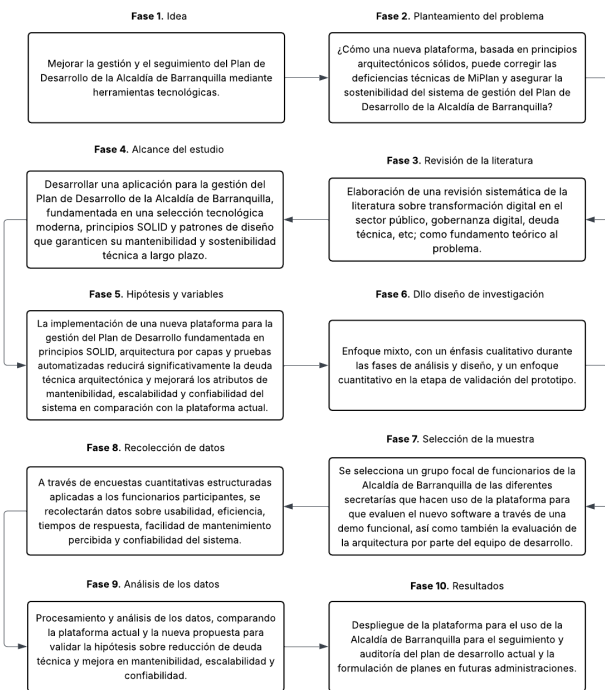 Fase 1. Idea
Mejorar la gestión y el seguimiento del Plan de
Desarrollo de la Alcaldía de Barranquilla mediante
herramientas tecnológicas.
Fase 2. Planteamiento del problema
¿Cómo una nueva plataforma, basada en principios
arquitectónicos sólidos, puede corregir las
deficiencias técnicas de MiPlan y asegurar la
sostenibilidad del sistema de gestión del Plan de
Desarrollo de la Alcaldía de Barranquilla?
Fase 3. Revisión de la literatura
Elaboración de una revisión sistemática de la
literatura sobre transformación digital en el
sector público, gobernanza digital, deuda
técnica, etc; como fundamento teórico al
problema.
Fase 4. Alcance del estudio
Desarrollar una aplicación para la gestión del
Plan de Desarrollo de la Alcaldía de Barranquilla,
fundamentada en una selección tecnológica
moderna, principios SOLID y patrones de diseño
que garanticen su mantenibilidad y sostenibilidad
técnica a largo plazo.
Fase 5. Hipótesis y variables
La implementación de una nueva plataforma para la
gestión del Plan de Desarrollo fundamentada en
principios SOLID, arquitectura por capas y pruebas
automatizadas reducirá significativamente la deuda
técnica arquitectónica y mejorará los atributos de
mantenibilidad, escalabilidad y confiabilidad del
sistema en comparación con la plataforma actual.
Fase 6. Dllo diseño de investigación
Enfoque mixto, con un énfasis cualitativo durante
las fases de análisis y diseño, y un enfoque
cuantitativo en la etapa de validación del prototipo.
Fase 7. Selección de la muestra
Se selecciona un grupo focal de funcionarios de la
Alcaldía de Barranquilla de las diferentes
secretarías que hacen uso de la plataforma para
que evaluen el nuevo software a través de una
demo funcional, así como también la evaluación de
la arquitectura por parte del equipo de desarrollo.
Fase 8. Recolección de datos
A través de encuestas cuantitativas estructuradas
aplicadas a los funcionarios participantes, se
recolectarán datos sobre usabilidad, eficiencia,
tiempos de respuesta, facilidad de mantenimiento
percibida y confiabilidad del sistema.
Fase 9. Análisis de los datos
Procesamiento y análisis de los datos, comparando
la plataforma actual y la nueva propuesta para
validar la hipótesis sobre reducción de deuda
técnica y mejora en mantenibilidad, escalabilidad y
confiabilidad.
Fase 10. Resultados
Despliegue de la plataforma para el uso de la
Alcaldía de Barranquilla para el seguimiento y
auditoría del plan de desarrollo actual y la
formulación de planes en futuras administraciones.